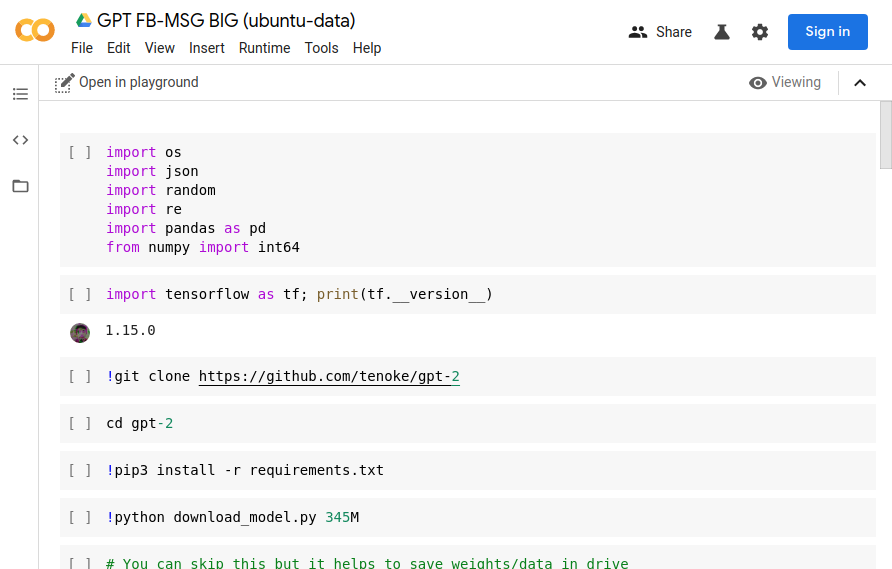 GPT FB-MSG BIG (ubuntu-data)
File Edit View Insert Runtime Tools Help
Share
Sign in
Open in playground
Viewing
[ ] import os
import json
import random
import re
import pandas as pd
from numpy import int64
[ ] import tensorflow as tf; print(tf.__version__)
1.15.0
[ ] !git clone https://github.com/tenoke/gpt-2
[ ] cd gpt-2
[ ] !pip3 install -r requirements.txt
[ ] !python download_model.py 345M
[ ] # You can skip this but it helps to save weights/data in drive